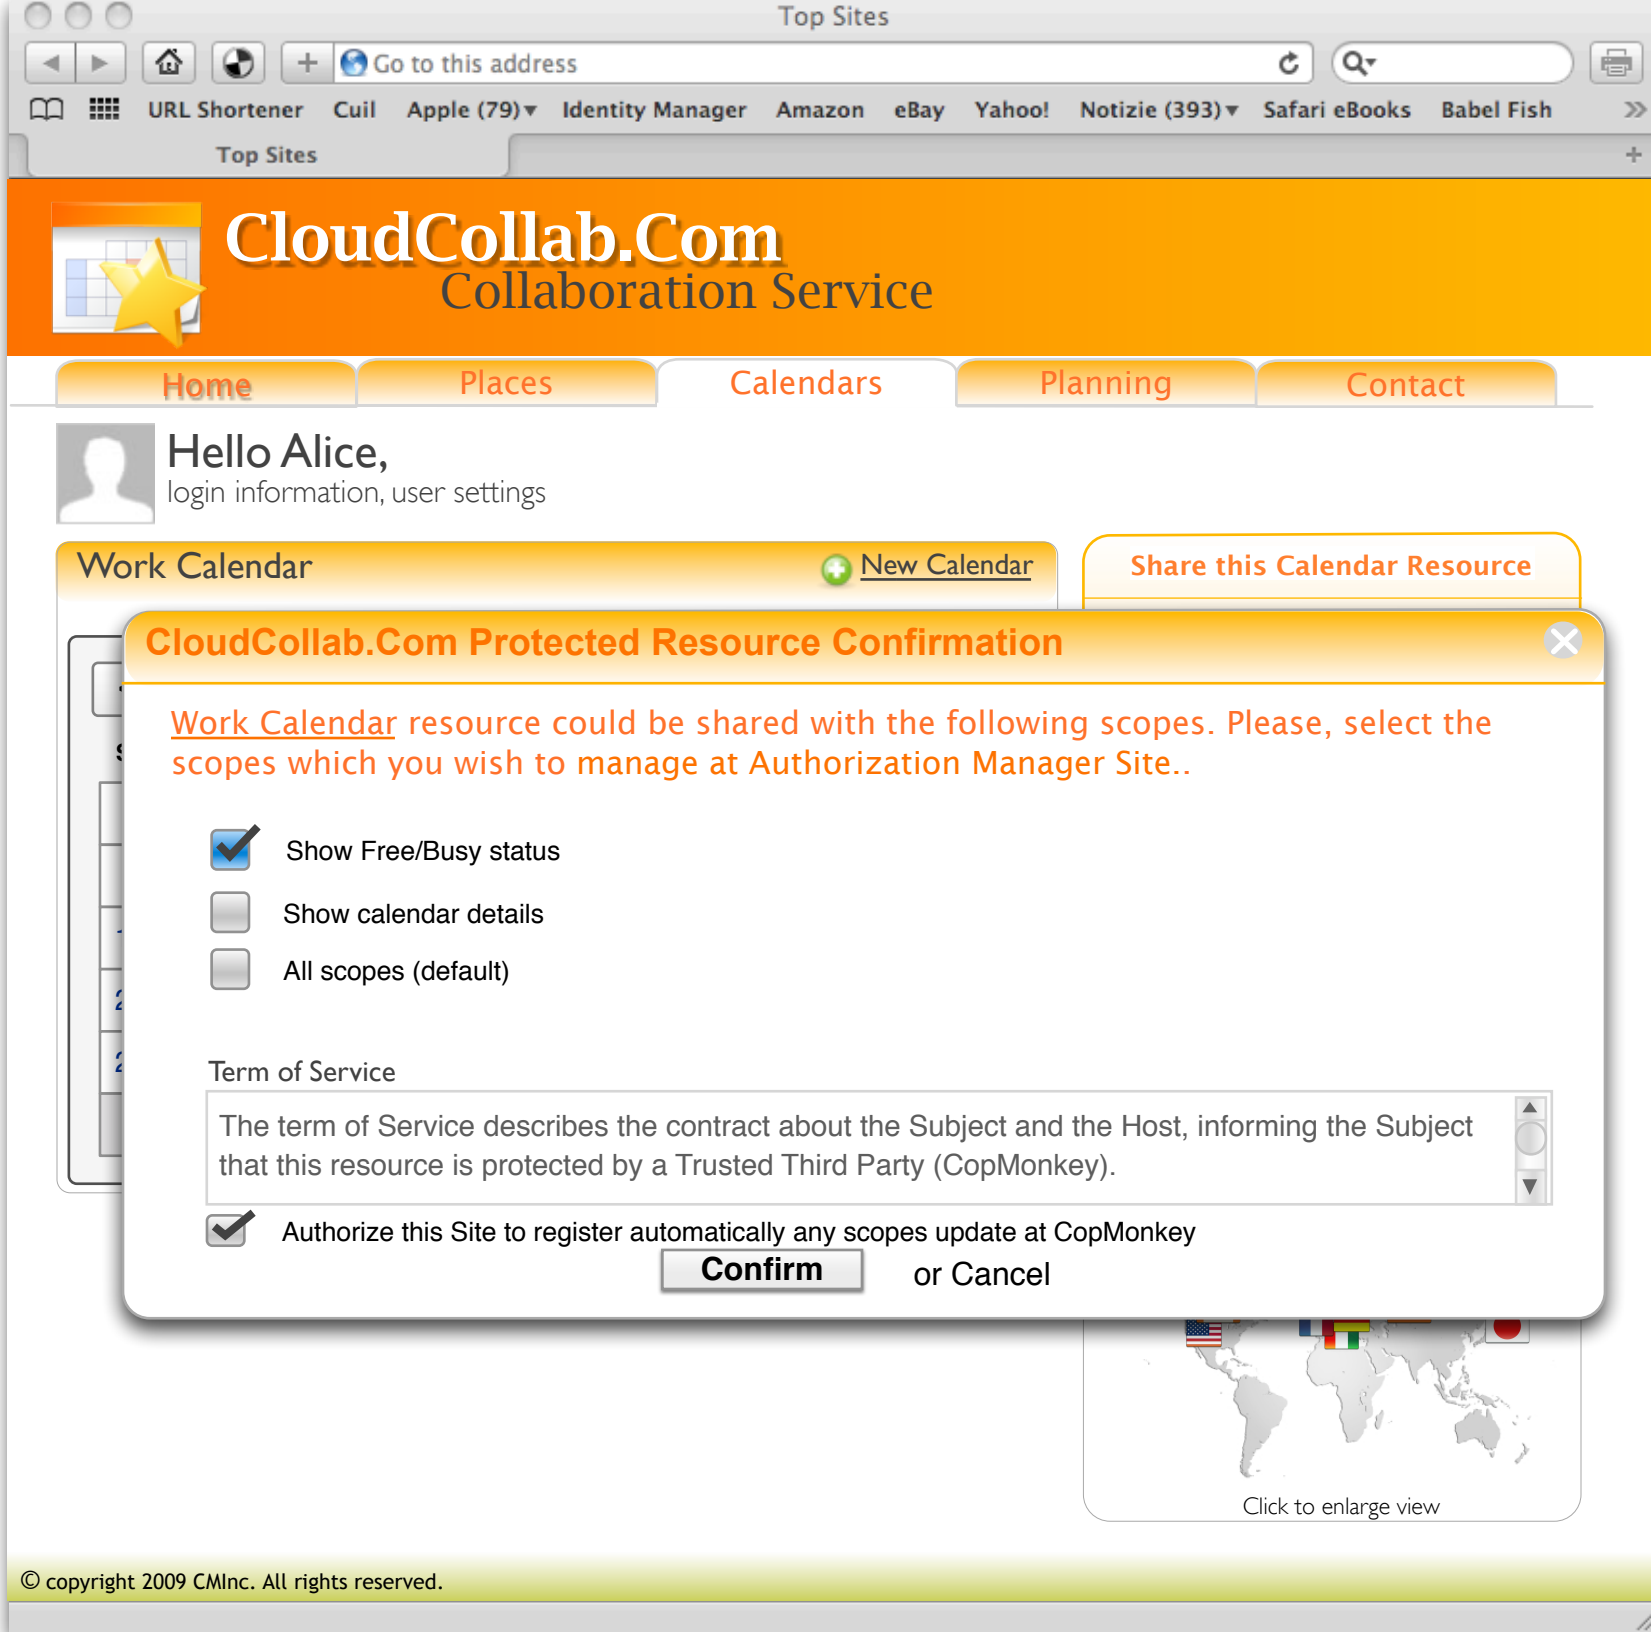 Top Sites
Go to this address
URL Shortener Cuil Apple (79)▾ Identity Manager Amazon eBay Yahoo! Notizie (393)▾ Safari eBooks Babel Fish »
Top Sites
CloudCollab.Com
Collaboration Service
Home Places Calendars Planning Contact
Hello Alice,
login information, user settings
Work Calendar New Calendar Share this Calendar Resource
CloudCollab.Com Protected Resource Confirmation
Work Calendar resource could be shared with the following scopes. Please, select the
scopes which you wish to manage at Authorization Manager Site..
Show Free/Busy status
Show calendar details
All scopes (default)
Term of Service
The term of Service describes the contract about the Subject and the Host, informing the Subject
that this resource is protected by a Trusted Third Party (CopMonkey).
Authorize this Site to register automatically any scopes update at CopMonkey
Confirm or Cancel
Click to enlarge view
© copyright 2009 CMInc. All rights reserved.